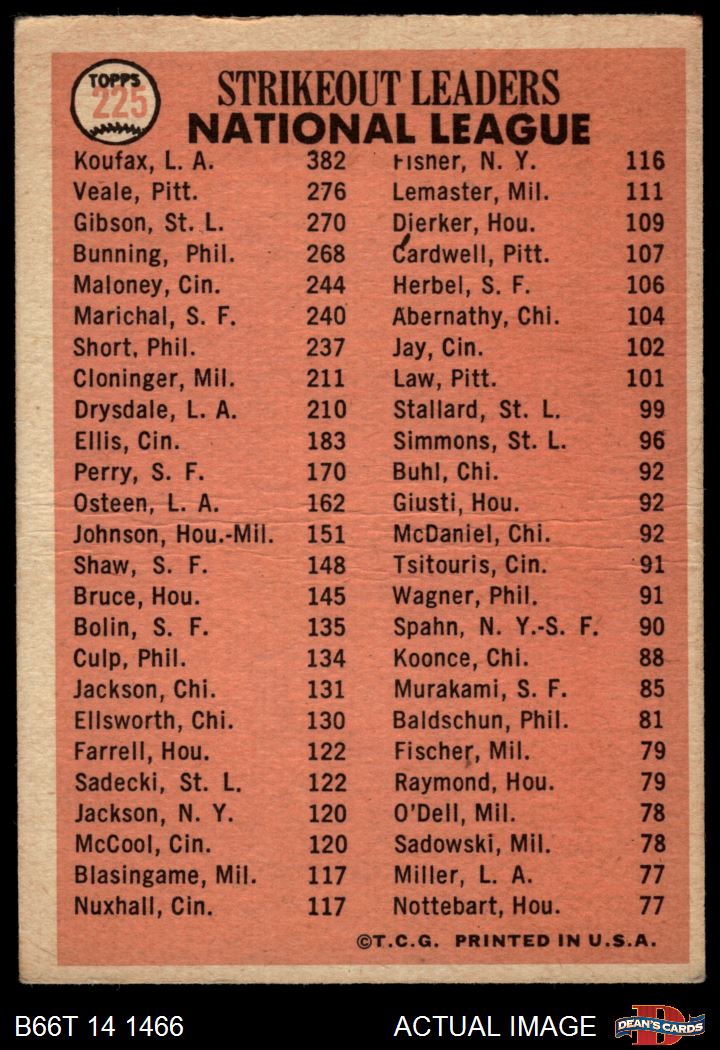 TOPPS
225
STRIKEOUT LEADERS
NATIONAL LEAGUE
Koufax, L. A. 382
Veale, Pitt. 276
Gibson, St. L. 270
Bunning, Phil. 268
Maloney, Cin. 244
Marichal, S. F. 240
Short, Phil. 237
Cloninger, Mil. 211
Drysdale, L. A. 210
Ellis, Cin. 183
Perry, S. F. 170
Osteen, L. A. 162
Johnson, Hou.-Mil. 151
Shaw, S. F. 148
Bruce, Hou. 145
Bolin, S. F. 135
Culp, Phil. 134
Jackson, Chi. 131
Ellsworth, Chi. 130
Farrell, Hou. 122
Sadecki, St. L. 122
Jackson, N. Y. 120
McCool, Cin. 120
Blasingame, Mil. 117
Nuxhall, Cin. 117
Fisher, N. Y. 116
Lemaster, Mil. 111
Dierker, Hou. 109
Cardwell, Pitt. 107
Herbel, S. F. 106
Abernathy, Chi. 104
Jay, Cin. 102
Law, Pitt. 101
Stallard, St. L. 99
Simmons, St. L. 96
Buhl, Chi. 92
Giusti, Hou. 92
McDaniel, Chi. 92
Tsitouris, Cin. 91
Wagner, Phil. 91
Spahn, N. Y.-S. F. 90
Koonce, Chi. 88
Murakami, S. F. 85
Baldschun, Phil. 81
Fischer, Mil. 79
Raymond, Hou. 79
O'Dell, Mil. 78
Sadowski, Mil. 78
Miller, L. A. 77
Nottebart, Hou. 77
©T.C.G. PRINTED IN U.S.A.
B66T 14 1466
ACTUAL IMAGE
DEAN'S CARDS